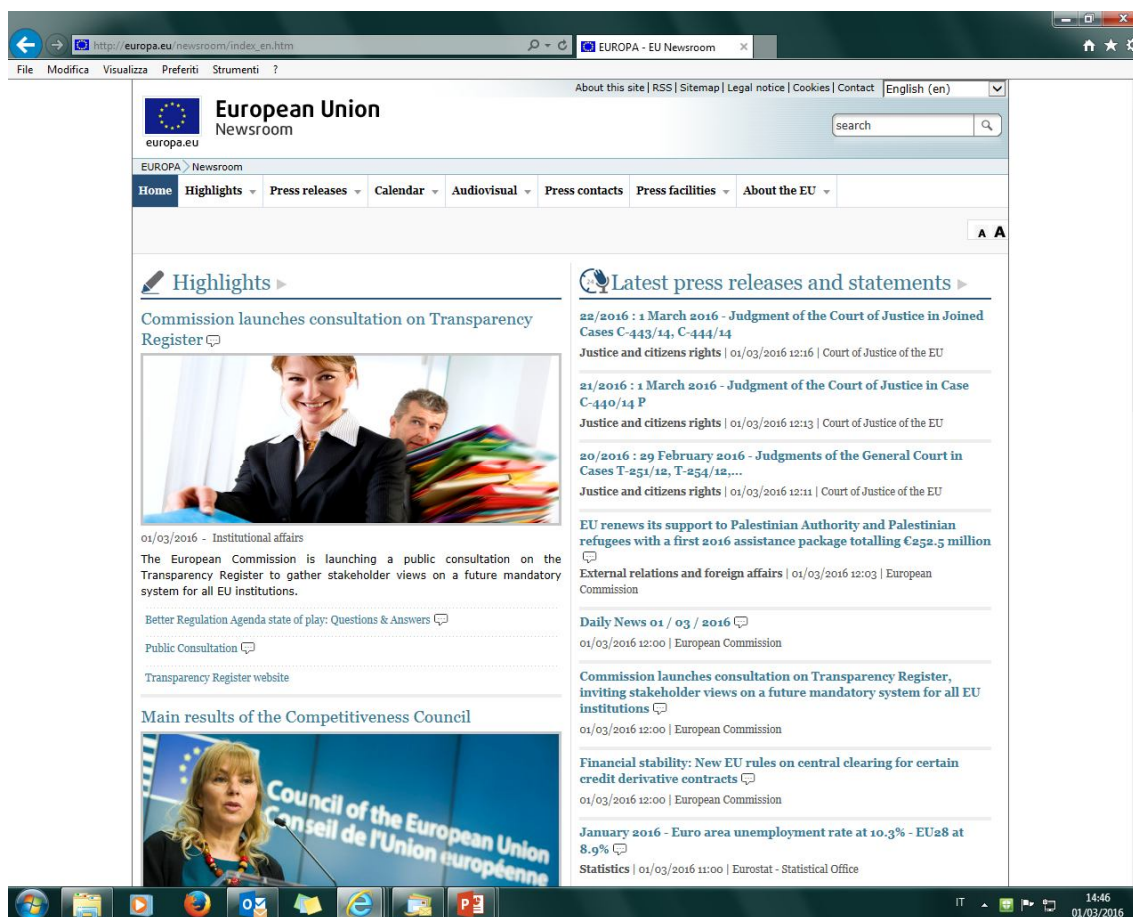 http://europa.eu/newsroom/index_en.htm
EUROPA - EU Newsroom
File Modifica Visualizza Preferiti Strumenti ?
About this site | RSS | Sitemap | Legal notice | Cookies | Contact English (en)
European Union
Newsroom
europa.eu
search
EUROPA Newsroom
Home Highlights Press releases Calendar Audiovisual Press contacts Press facilities About the EU
A A
Highlights
Commission launches consultation on Transparency
Register
01/03/2016 - Institutional affairs
The European Commission is launching a public consultation on the
Transparency Register to gather stakeholder views on a future mandatory
system for all EU institutions.
Better Regulation Agenda state of play: Questions & Answers
Public Consultation
Transparency Register website
Main results of the Competitiveness Council
Council of the European Union
Conseil de l'Union européenne
Latest press releases and statements
22/2016 : 1 March 2016 - Judgment of the Court of Justice in Joined
Cases C-443/14, C-444/14
Justice and citizens rights | 01/03/2016 12:16 | Court of Justice of the EU
21/2016 : 1 March 2016 - Judgment of the Court of Justice in Case
C-440/14 P
Justice and citizens rights | 01/03/2016 12:13 | Court of Justice of the EU
20/2016 : 29 February 2016 - Judgments of the General Court in
Cases T-251/12, T-254/12,...
Justice and citizens rights | 01/03/2016 12:11 | Court of Justice of the EU
EU renews its support to Palestinian Authority and Palestinian
refugees with a first 2016 assistance package totalling €252.5 million
External relations and foreign affairs | 01/03/2016 12:03 | European
Commission
Daily News 01 / 03 / 2016
01/03/2016 12:00 | European Commission
Commission launches consultation on Transparency Register,
inviting stakeholder views on a future mandatory system for all EU
institutions
01/03/2016 12:00 | European Commission
Financial stability: New EU rules on central clearing for certain
credit derivative contracts
01/03/2016 12:00 | European Commission
January 2016 - Euro area unemployment rate at 10.3% - EU28 at
8.9%
Statistics | 01/03/2016 11:00 | Eurostat - Statistical Office
IT
14:46
01/03/2016